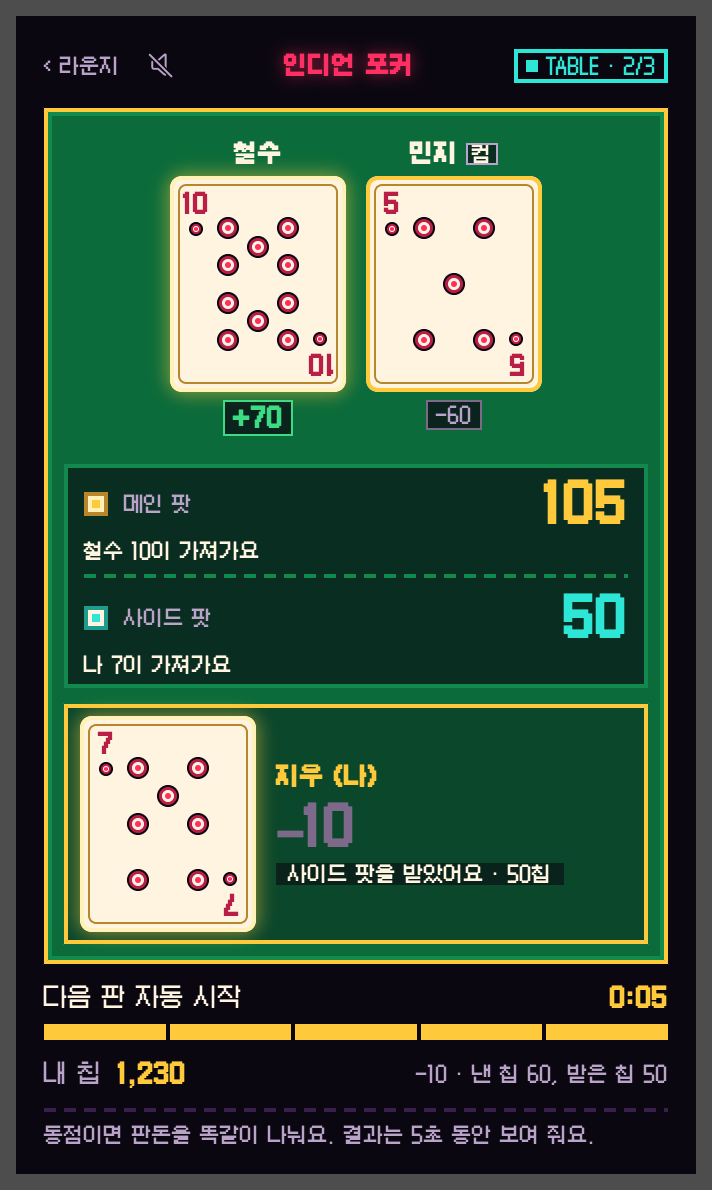 ‹ 라운지
인디언 포커
TABLE · 2/3
철수
민지 컴
10
10
5
5
+70
-60
메인 팟
105
철수 10이 가져가요
사이드 팟
50
나 7이 가져가요
7
7
지우 (나)
-10
사이드 팟을 받았어요 · 50칩
다음 판 자동 시작
0:05
내 칩 1,230
-10 · 낸 칩 60, 받은 칩 50
동점이면 판돈을 똑같이 나눠요. 결과는 5초 동안 보여 줘요.